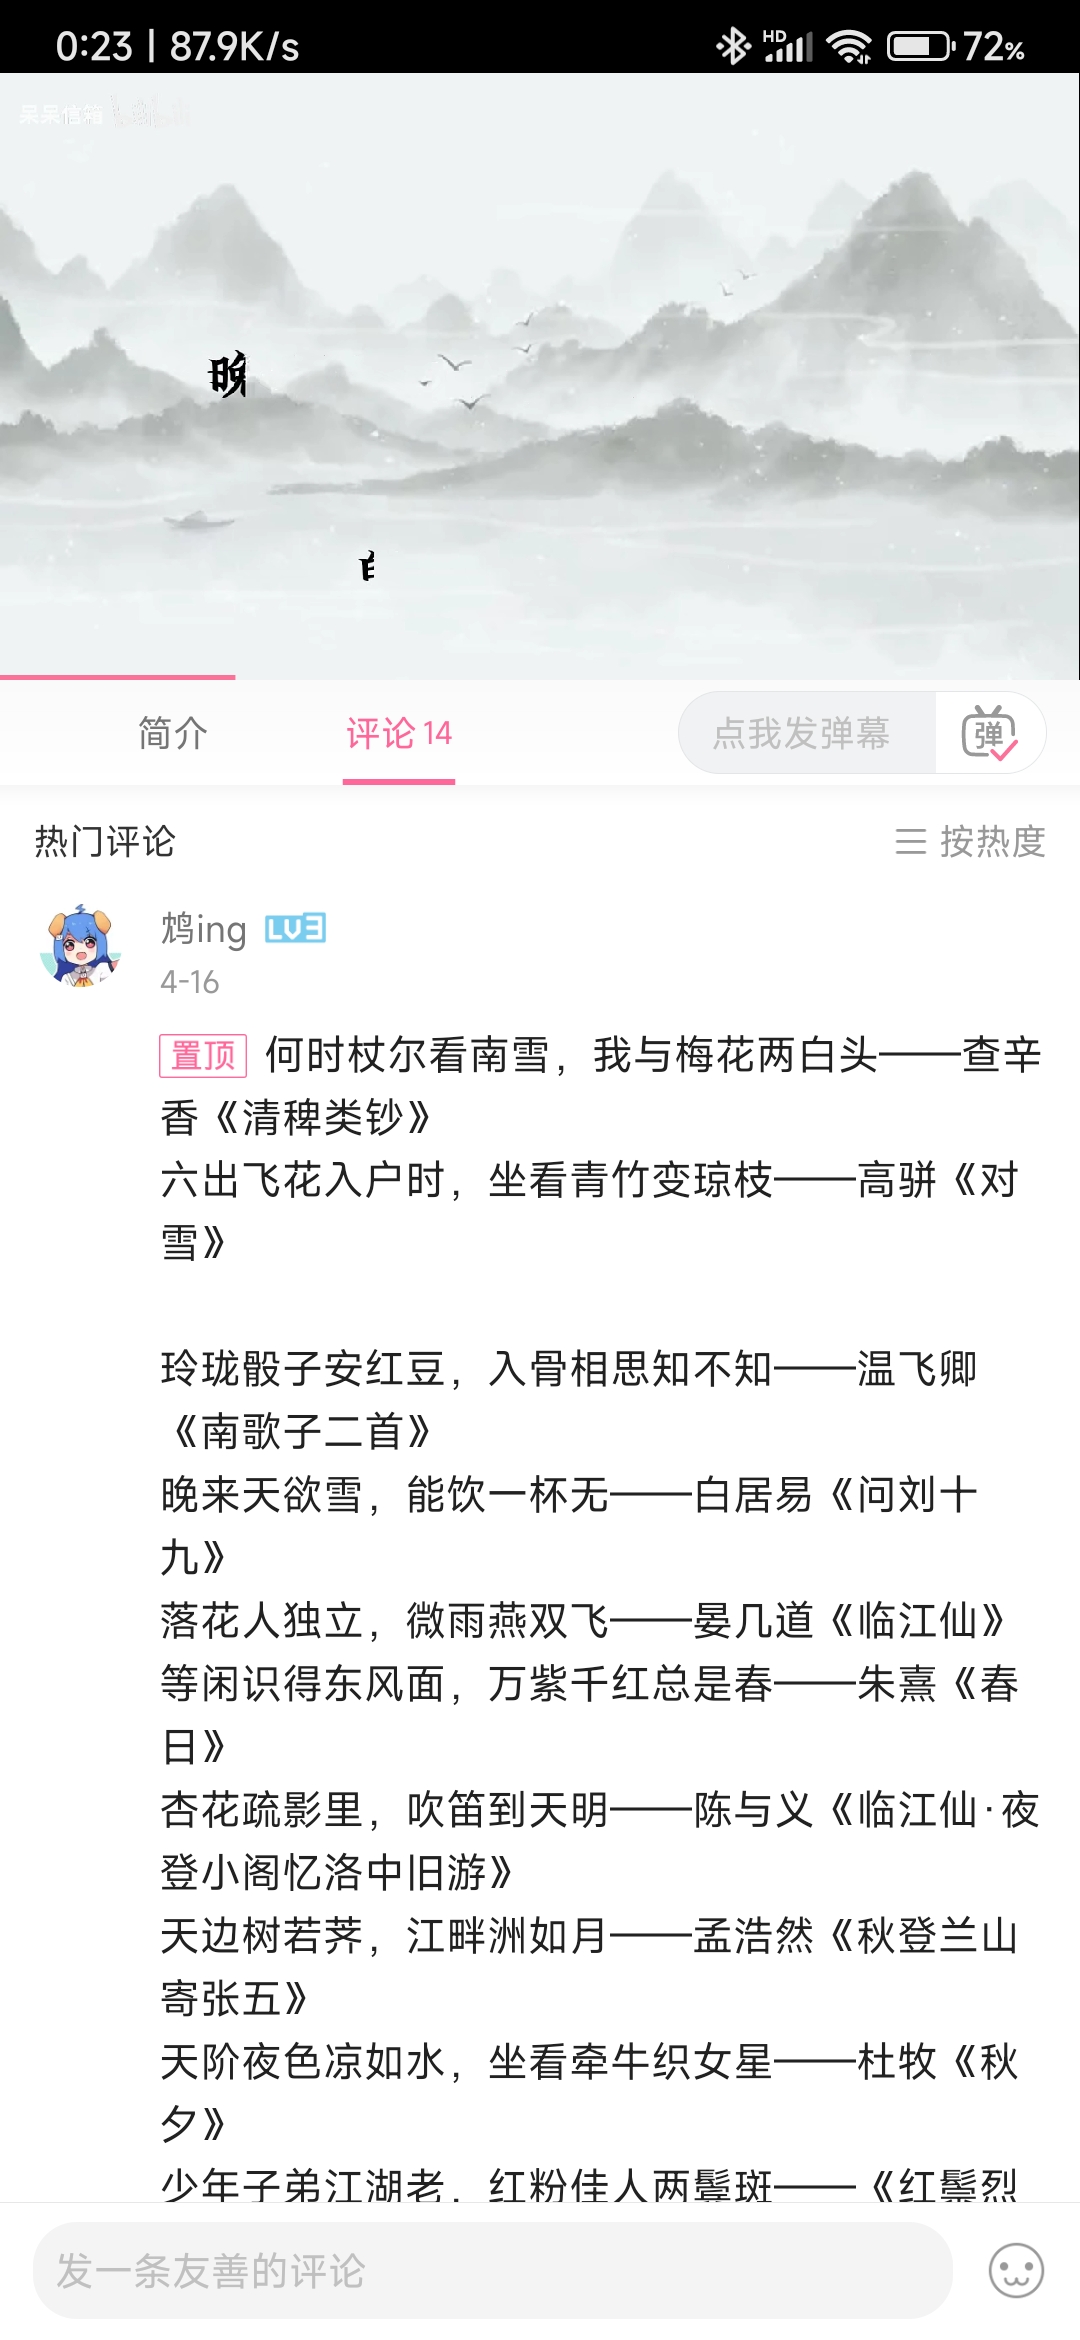 0:23 | 87.9K/s
HD
72%
呆呆信箱
晚
简介
评论 14
点我发弹幕
弹
热门评论
按热度
鸩ing
LV3
4-16
置顶 何时杖尔看南雪，我与梅花两白头——查辛
香《清稗类钞》
六出飞花入户时，坐看青竹变琼枝——高骈《对
雪》
玲珑骰子安红豆，入骨相思知不知——温飞卿
《南歌子二首》
晚来天欲雪，能饮一杯无——白居易《问刘十
九》
落花人独立，微雨燕双飞——晏几道《临江仙》
等闲识得东风面，万紫千红总是春——朱熹《春
日》
杏花疏影里，吹笛到天明——陈与义《临江仙·夜
登小阁忆洛中旧游》
天边树若荠，江畔洲如月——孟浩然《秋登兰山
寄张五》
天阶夜色凉如水，坐看牵牛织女星——杜牧《秋
夕》
少年子弟江湖老，红粉佳人两鬓斑——《红鬃烈
发一条友善的评论